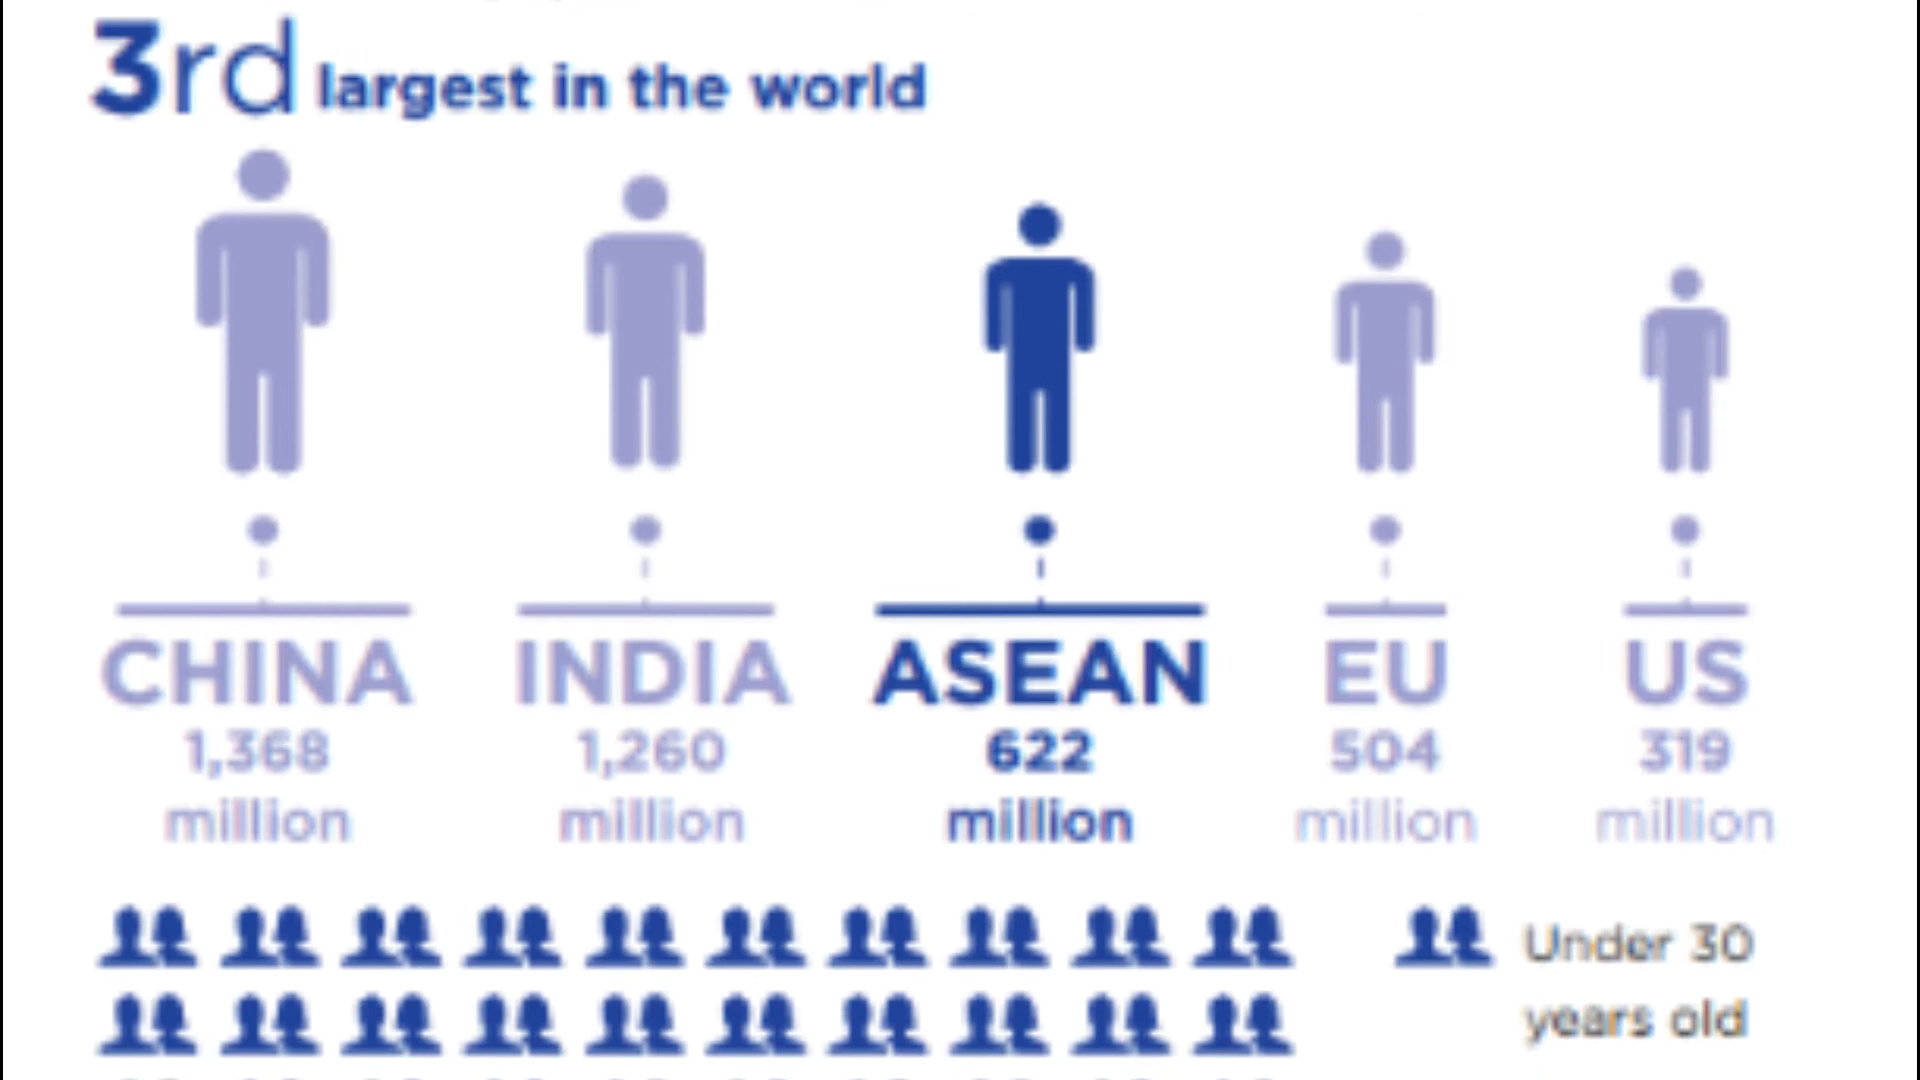 3rd largest in the world
CHINA INDIA ASEAN EU US
1,368 1,260 622 504 319
million million million million million
Under 30
years old